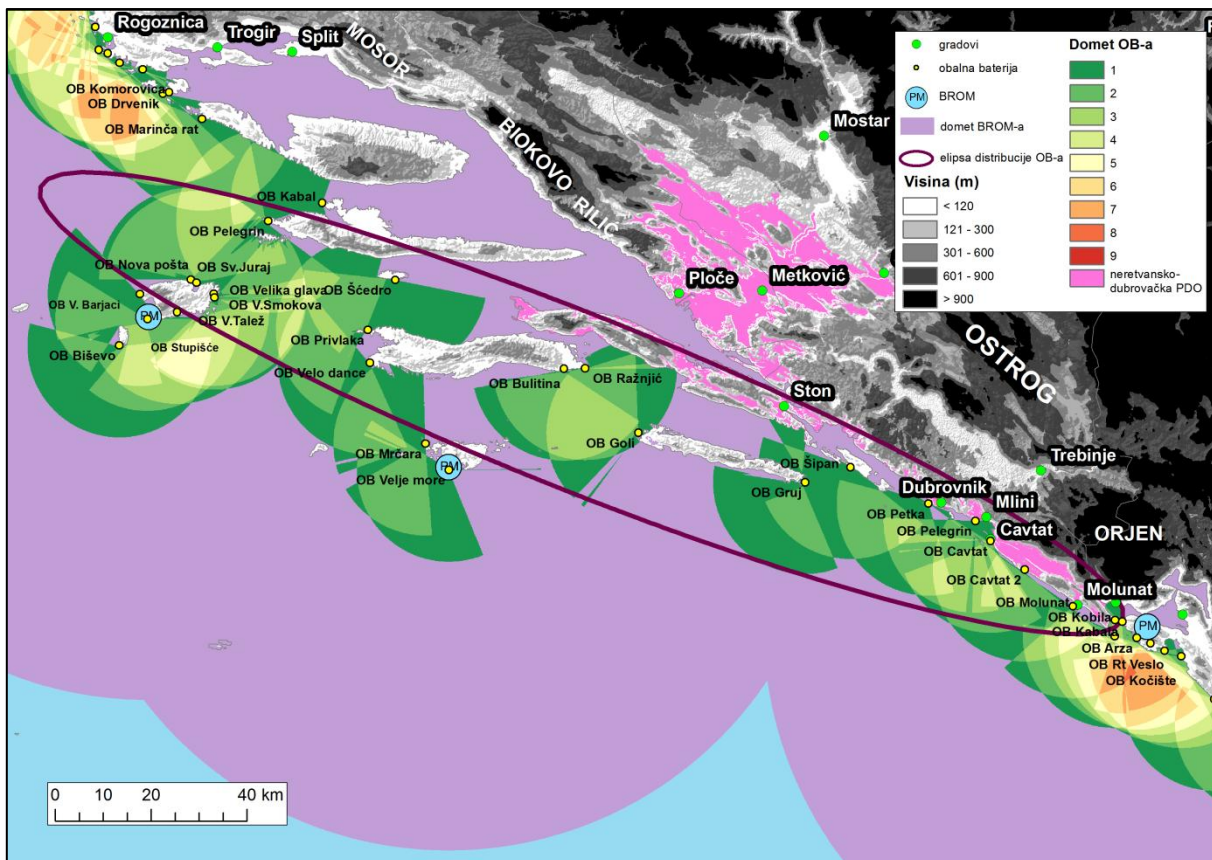 Rogoznica
Trogir
Split
MOSOR
OB Komorovica
OB Drvenik
OB Marinča rat
BIOKOVO
RILIĆ
Mostar
OB Kabal
OB Pelegrin
OB Nova pošta
OB Sv.Juraj
OB Velika glava
OB Šćedro
OB V. Barjaci
OB V.Smokova
PM
OB V.Talež
OB Stupišće
OB Biševo
OB Privlaka
OB Velo dance
OB Bulitina
OB Ražnjić
Ploče
Metković
OSTROG
Ston
OB Goli
OB Mrčara
PM
OB Velje more
OB Šipan
OB Gruj
Trebinje
Dubrovnik
OB Petka
Mlini
OB Pelegrin
Cavtat
OB Cavtat
ORJEN
OB Cavtat 2
Molunat
OB Molunat
OB Kobila
PM
OB Kabala
OB Arza
OB Rt Veslo
OB Kočište
gradovi
obalna baterija
PM
BROM
domet BROM-a
elipsa distribucije OB-a
Visina (m)
< 120
121 - 300
301 - 600
601 - 900
> 900
Domet OB-a
1
2
3
4
5
6
7
8
9
neretvansko-
dubrovačka PDO
0 10 20 40 km